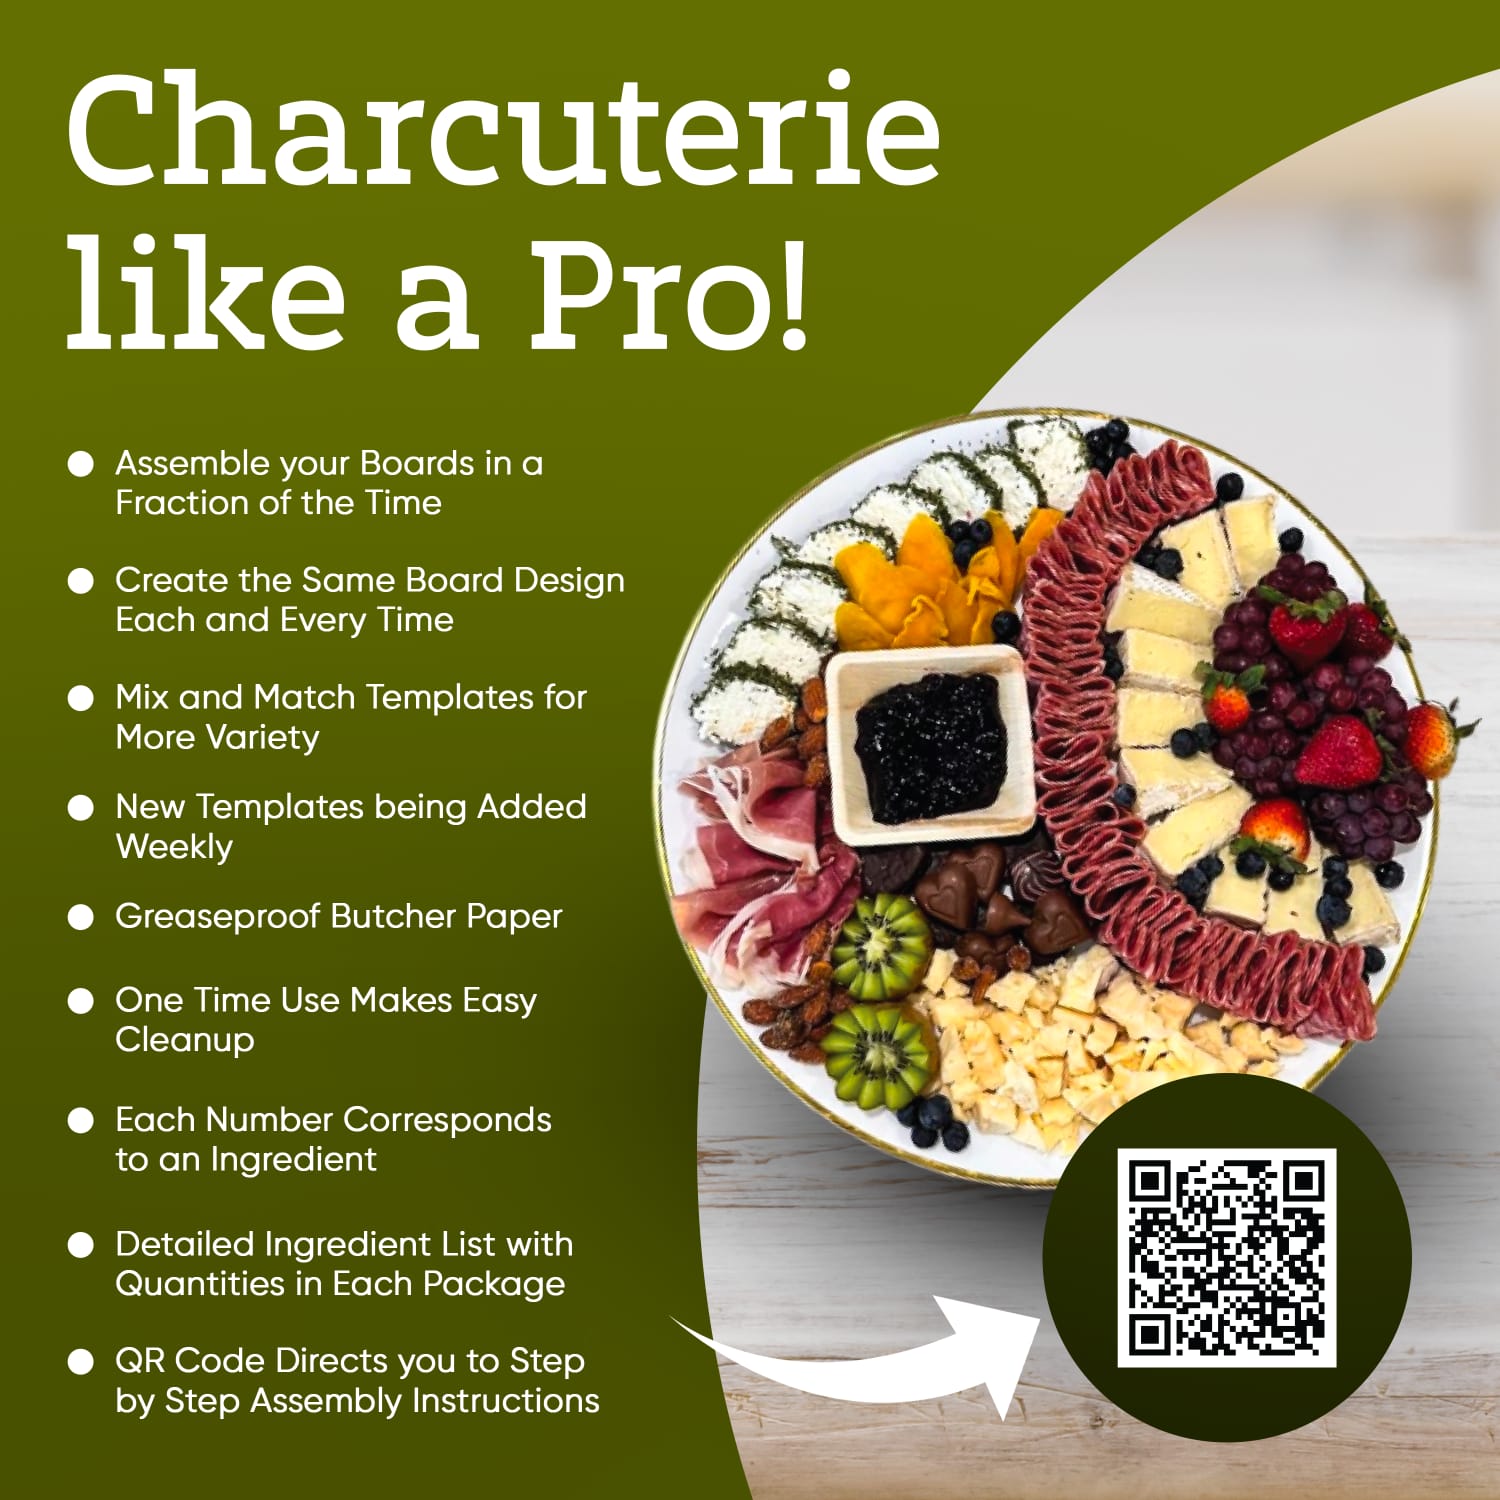 Charcuterie
like a Pro!
Assemble your Boards in a
Fraction of the Time
Create the Same Board Design
Each and Every Time
Mix and Match Templates for
More Variety
New Templates being Added
Weekly
Greaseproof Butcher Paper
One Time Use Makes Easy
Cleanup
Each Number Corresponds
to an Ingredient
Detailed Ingredient List with
Quantities in Each Package
QR Code Directs you to Step
by Step Assembly Instructions